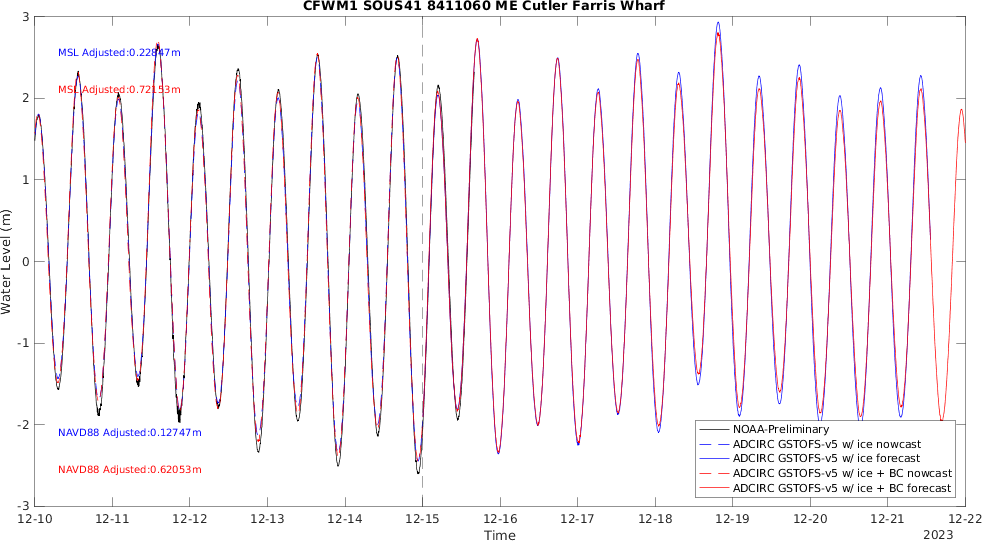 CFWM1 SOUS41 8411060 ME Cutler Farris Wharf
3
2
1
0
-1
-2
-3
Water Level (m)
MSL Adjusted:0.22847m
MSL Adjusted:0.72153m
NAVD88 Adjusted:0.12747m
NAVD88 Adjusted:0.62053m
NOAA-Preliminary
ADCIRC GSTOFS-v5 w/ ice nowcast
ADCIRC GSTOFS-v5 w/ ice forecast
ADCIRC GSTOFS-v5 w/ ice + BC nowcast
ADCIRC GSTOFS-v5 w/ ice + BC forecast
12-10 12-11 12-12 12-13 12-14 12-15 12-16 12-17 12-18 12-19 12-20 12-21 12-22
Time
2023